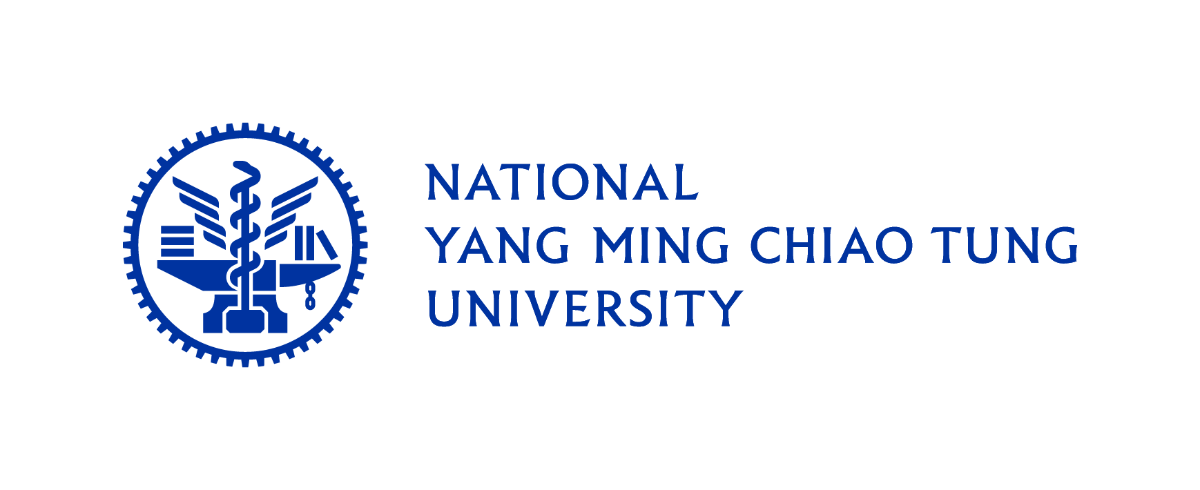 NATIONAL
YANG MING CHIAO TUNG
UNIVERSITY